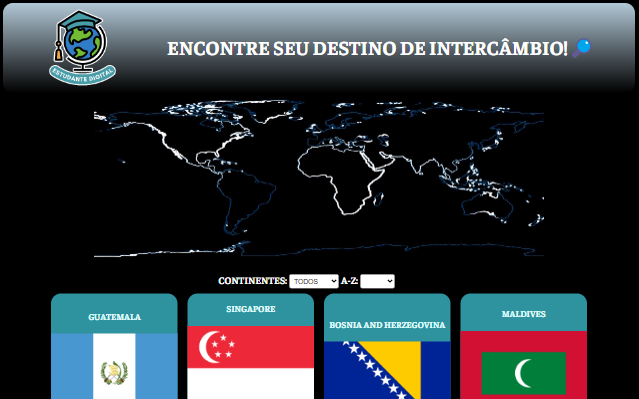 ESTUDANTE DIGITAL
ENCONTRE SEU DESTINO DE INTERCÂMBIO!
CONTINENTES: TODOS A-Z:
GUATEMALA
SINGAPORE
BOSNIA AND HERZEGOVINA
MALDIVES